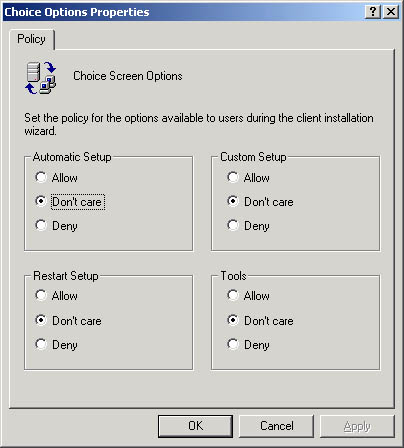 Choice Options Properties
Policy
Choice Screen Options
Set the policy for the options available to users during the client installation
wizard.
Automatic Setup
Allow
Don't care
Deny
Custom Setup
Allow
Don't care
Deny
Restart Setup
Allow
Don't care
Deny
Tools
Allow
Don't care
Deny
OK
Cancel
Apply